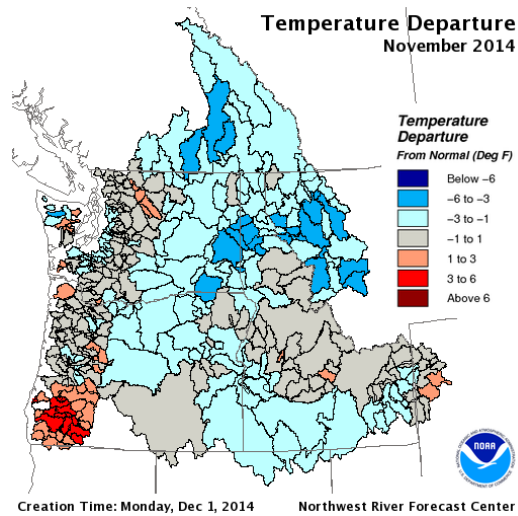 Temperature Departure
November 2014
Temperature
Departure
From Normal (Deg F)
Below -6
-6 to -3
-3 to -1
-1 to 1
1 to 3
3 to 6
Above 6
NOAA
Creation Time: Monday, Dec 1, 2014
Northwest River Forecast Center